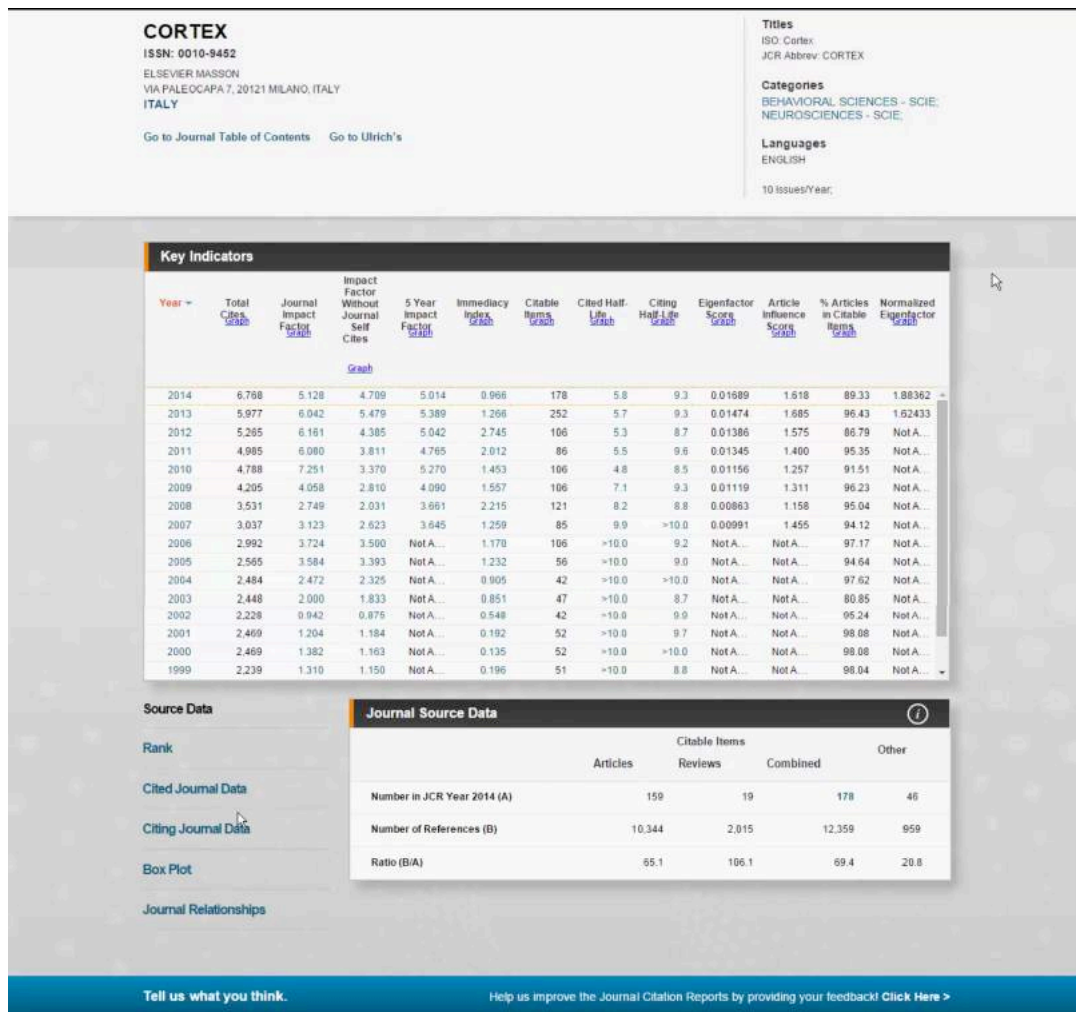 CORTEX
ISSN: 0010-9452
ELSEVIER MASSON
VIA PALEOCAPA 7, 20121 MILANO, ITALY
ITALY
Go to Journal Table of Contents Go to Ulrich's
Titles
ISO: Cortex
JCR Abbrev: CORTEX
Categories
BEHAVIORAL SCIENCES - SCIE;
NEUROSCIENCES - SCIE;
Languages
ENGLISH
10 Issues/Year;
Key Indicators
Year Total Cites Graph Journal Impact Factor Graph Impact Factor Without Journal Self Cites Graph 5 Year Impact Factor Graph Immediacy Index Graph Citable Items Graph Cited Half-Life Graph Citing Half-Life Graph Eigenfactor Score Graph Article Influence Score Graph % Articles in Citable Items Graph Normalized Eigenfactor Graph
2014 6,768 5.128 4.709 5.014 0.966 178 5.8 9.3 0.01689 1.618 89.33 1.88362
2013 5,977 6.042 5.479 5.389 1.266 252 5.7 9.3 0.01474 1.685 96.43 1.62433
2012 5,265 6.161 4.385 5.042 2.745 106 5.3 8.7 0.01386 1.575 86.79 Not A...
2011 4,985 6.080 3.811 4.765 2.012 86 5.5 9.6 0.01345 1.400 95.35 Not A...
2010 4,788 7.251 3.370 5.270 1.453 106 4.8 8.5 0.01156 1.257 91.51 Not A...
2009 4,205 4.058 2.810 4.090 1.557 106 7.1 9.3 0.01119 1.311 96.23 Not A...
2008 3,531 2.749 2.031 3.661 2.215 121 8.2 8.8 0.00863 1.158 95.04 Not A...
2007 3,037 3.123 2.623 3.645 1.259 85 9.9 >10.0 0.00991 1.455 94.12 Not A...
2006 2,992 3.724 3.500 Not A... 1.170 106 >10.0 9.2 Not A... Not A... 97.17 Not A...
2005 2,565 3.584 3.393 Not A... 1.232 56 >10.0 9.0 Not A... Not A... 94.64 Not A...
2004 2,484 2.472 2.325 Not A... 0.905 42 >10.0 >10.0 Not A... Not A... 97.62 Not A...
2003 2,448 2.000 1.833 Not A... 0.851 47 >10.0 8.7 Not A... Not A... 80.85 Not A...
2002 2,228 0.942 0.875 Not A... 0.548 42 >10.0 9.9 Not A... Not A... 95.24 Not A...
2001 2,469 1.204 1.184 Not A... 0.192 52 >10.0 9.7 Not A... Not A... 98.08 Not A...
2000 2,469 1.382 1.163 Not A... 0.135 52 >10.0 >10.0 Not A... Not A... 98.08 Not A...
1999 2,239 1.310 1.150 Not A... 0.196 51 >10.0 8.8 Not A... Not A... 98.04 Not A...
Source Data
Rank
Cited Journal Data
Citing Journal Data
Box Plot
Journal Relationships
Journal Source Data
Citable Items
Articles Reviews Combined Other
Number in JCR Year 2014 (A) 159 19 178 46
Number of References (B) 10,344 2,015 12,359 959
Ratio (B/A) 65.1 106.1 69.4 20.8
Tell us what you think.
Help us improve the Journal Citation Reports by providing your feedback! Click Here >